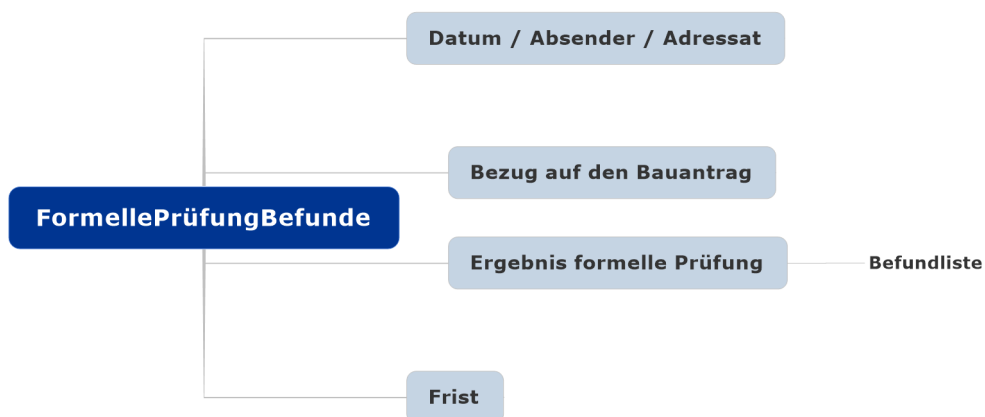 Datum / Absender / Adressat
Bezug auf den Bauantrag
FormellePrüfungBefunde
Ergebnis formelle Prüfung
Befundliste
Frist